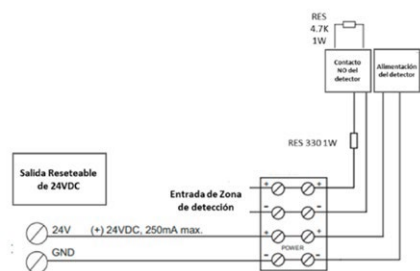 RES
4.7K
1W
Contacto
NO del
detector
Alimentación
del detector
RES 330 1W
Salida Reseteable
de 24VDC
Entrada de Zona
de detección
+ +
- -
24V (+) 24VDC, 250mA max.
+ +
POWER
GND
- -